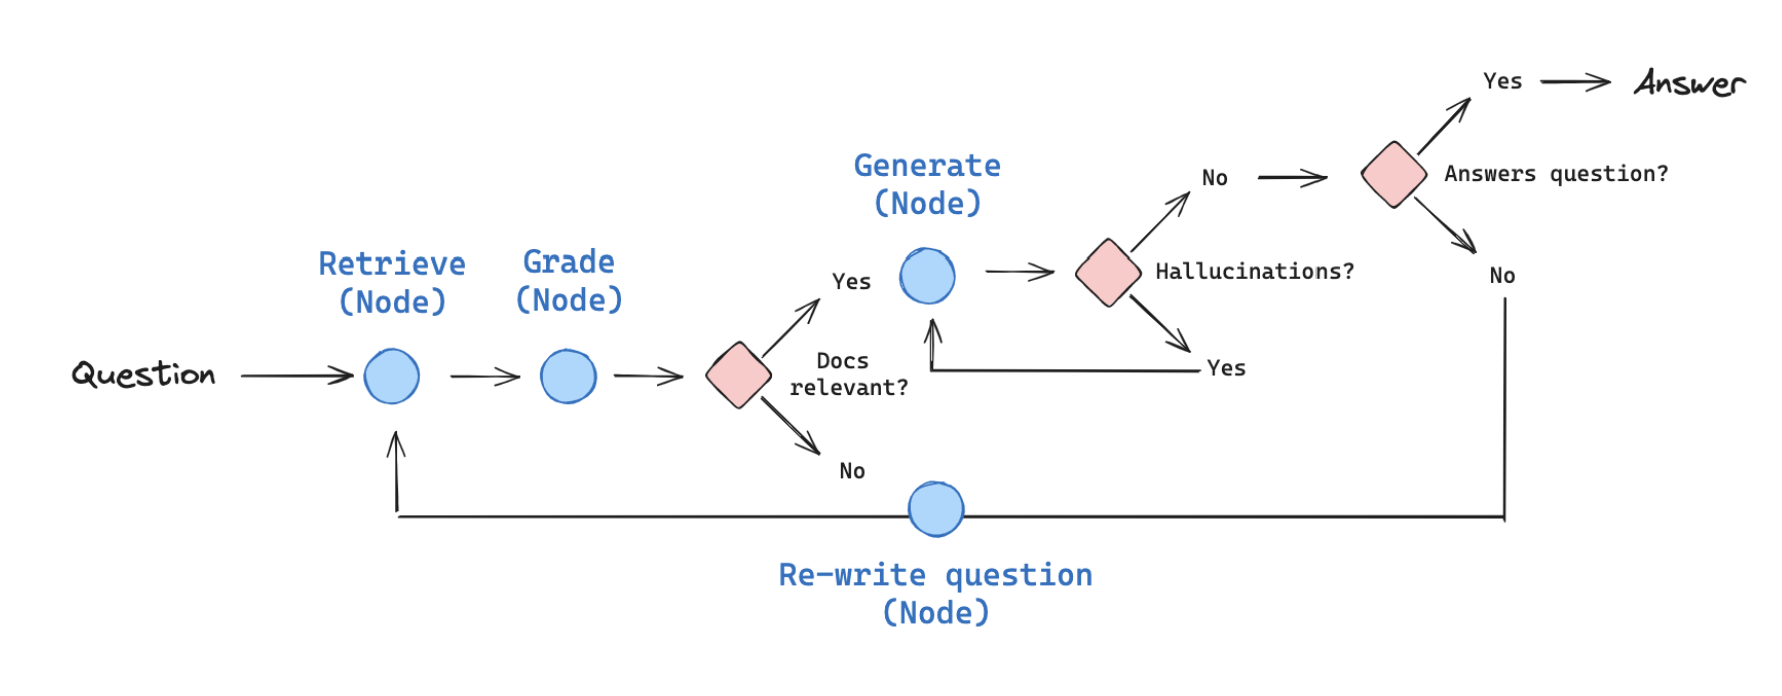 Question
Retrieve
(Node)
Grade
(Node)
Docs
relevant?
Yes
No
Generate
(Node)
Hallucinations?
No
Yes
Answers question?
Yes
Answer
No
Re-write question
(Node)